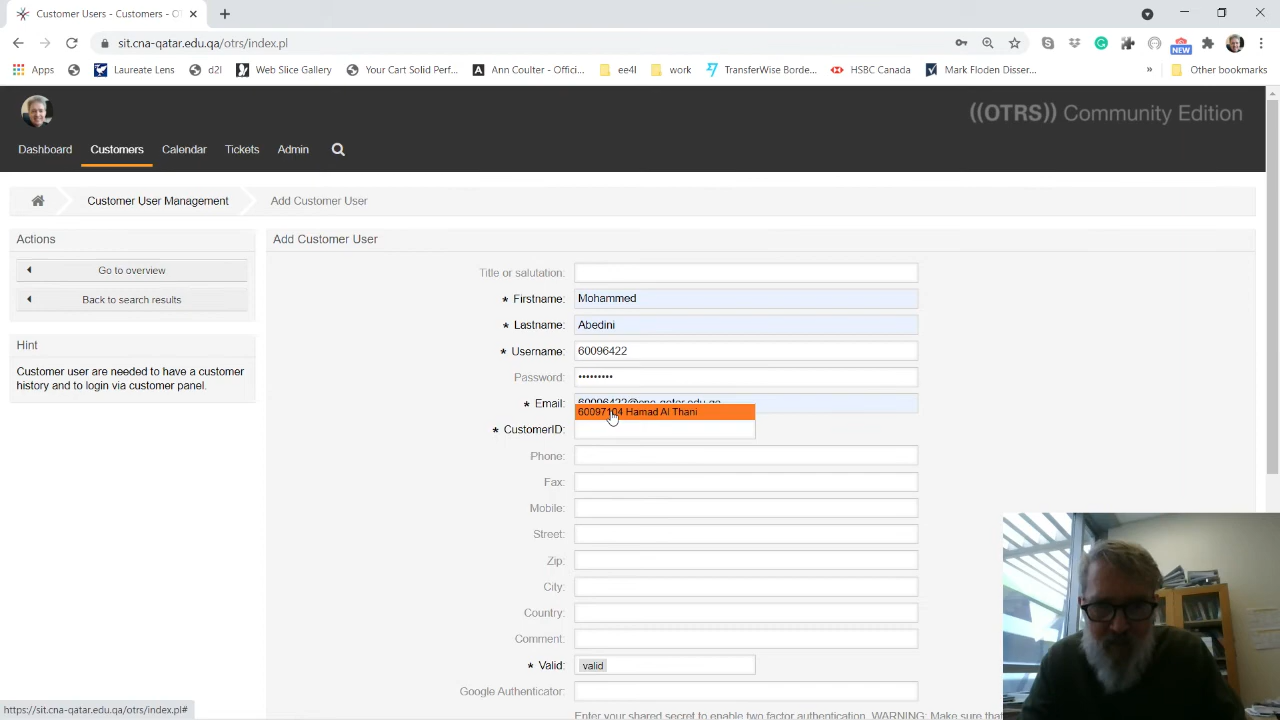 Customer Users - Customers - O
sit.cna-qatar.edu.qa/otrs/index.pl
NEW
Apps
Laureate Lens
d2l
Web Slice Gallery
Your Cart Solid Perf...
Ann Coulter - Offici...
ee4l
work
TransferWise Borde...
HSBC Canada
Mark Floden Disser...
»
Other bookmarks
((OTRS)) Community Edition
Dashboard
Customers
Calendar
Tickets
Admin
Customer User Management
Add Customer User
Actions
Go to overview
Back to search results
Hint
Customer user are needed to have a customer
history and to login via customer panel.
Add Customer User
Title or salutation:
* Firstname: Mohammed
* Lastname: Abedini
* Username: 60096422
Password: •••••••••
* Email: 60096422@cna-qatar.edu.qa
60097104 Hamad Al Thani
* CustomerID:
Phone:
Fax:
Mobile:
Street:
Zip:
City:
Country:
Comment:
* Valid: valid
Google Authenticator:
Enter your shared secret to enable two factor authentication. WARNING: Make sure that
https://sit.cna-qatar.edu.qa/otrs/index.pl#